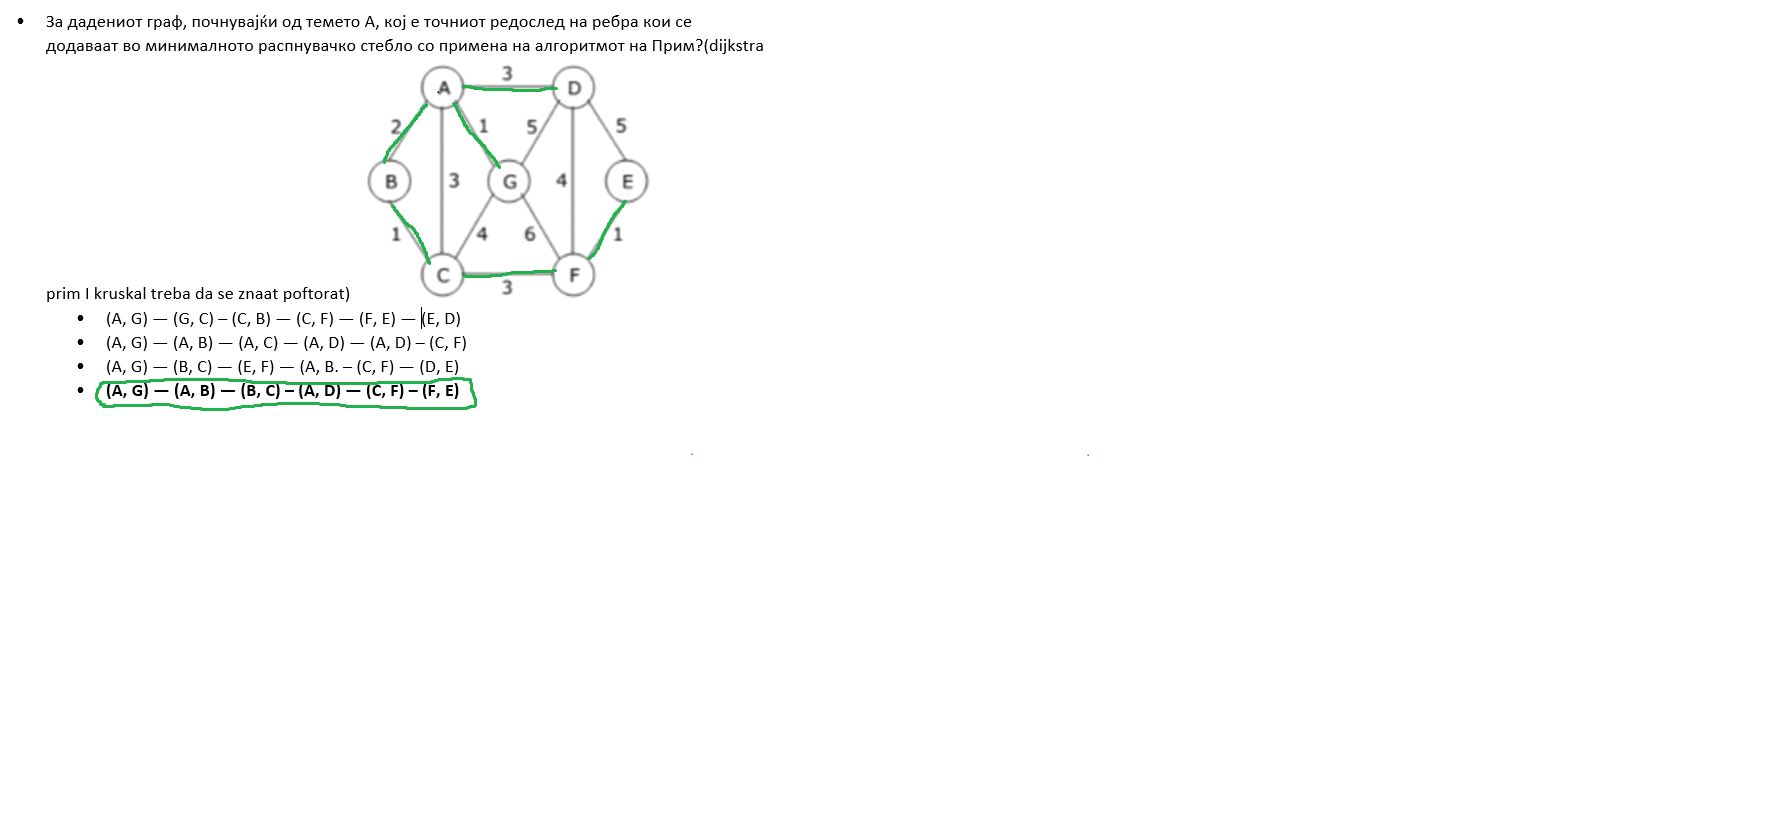 • За дадениот граф, почнувајќи од темето А, кој е точниот редослед на ребра кои се
додаваат во минималното распнувачко стебло со примена на алгоритмот на Прим?(dijkstra
3
A
D
2
1
5
5
B
3
G
4
E
1
4
6
1
C
F
3
prim I kruskal treba da se znaat poftorat)
• (A, G) — (G, C) – (C, B) — (C, F) — (F, E) — (E, D)
• (A, G) — (A, B) — (A, C) — (A, D) — (A, D) – (C, F)
• (A, G) — (B, C) — (E, F) — (A, B. – (C, F) — (D, E)
• (A, G) — (A, B) — (B, C) – (A, D) — (C, F) – (F, E)